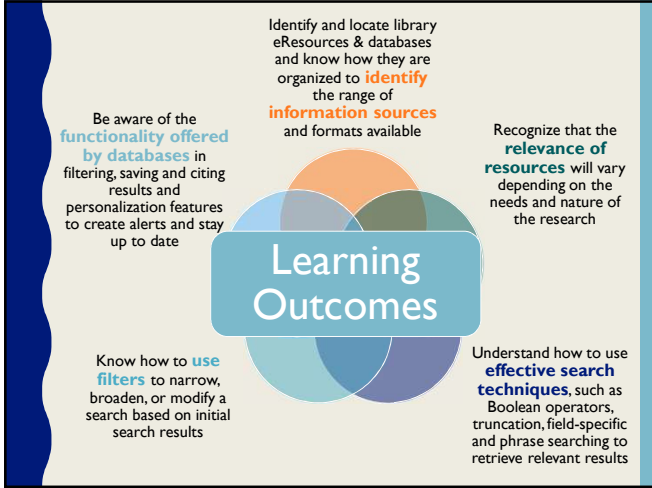 Identify and locate library
eResources & databases
and know how they are
organized to identify
the range of
information sources
and formats available
Be aware of the
functionality offered
by databases in
filtering, saving and citing
results and
personalization features
to create alerts and stay
up to date
Recognize that the
relevance of
resources will vary
depending on the
needs and nature of
the research
Learning
Outcomes
Know how to use
filters to narrow,
broaden, or modify a
search based on initial
search results
Understand how to use
effective search
techniques, such as
Boolean operators,
truncation, field-specific
and phrase searching to
retrieve relevant results